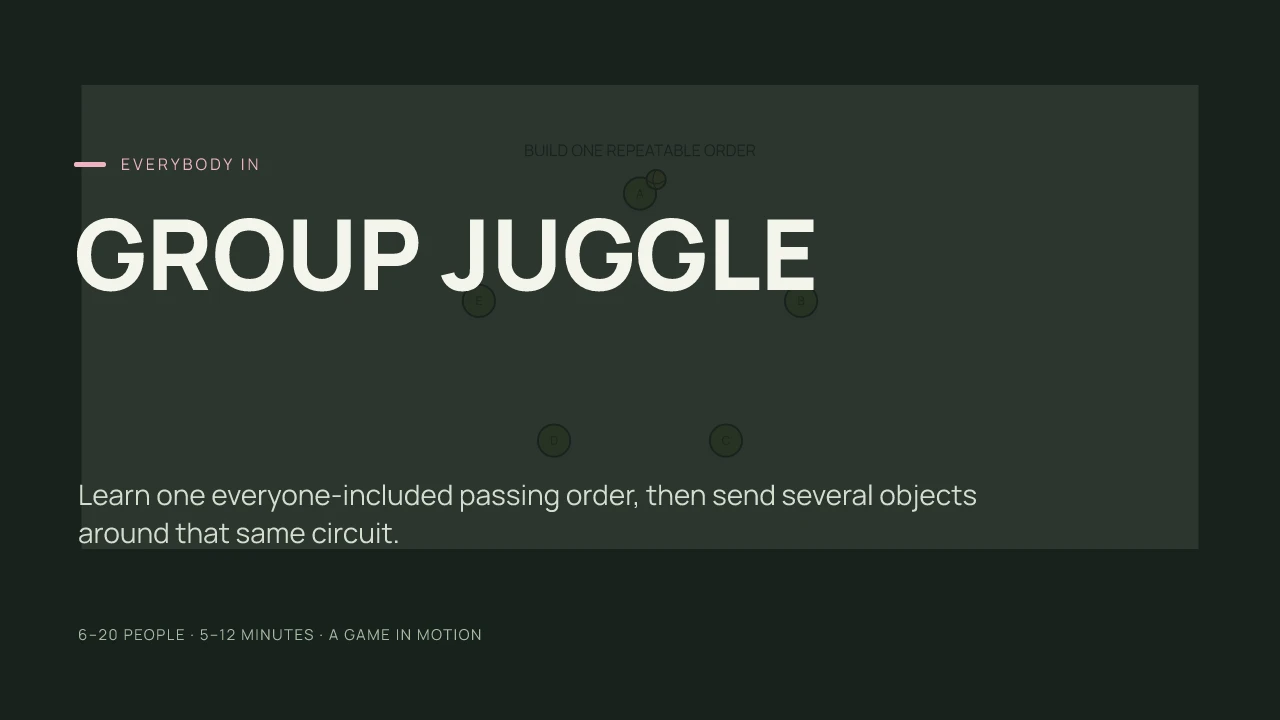 BUILD ONE REPEATABLE ORDER
EVERYBODY IN
A
GROUP JUGGLE
E
B
D
C
Learn one everyone-included passing order, then send several objects
around that same circuit.
6–20 PEOPLE · 5–12 MINUTES · A GAME IN MOTION